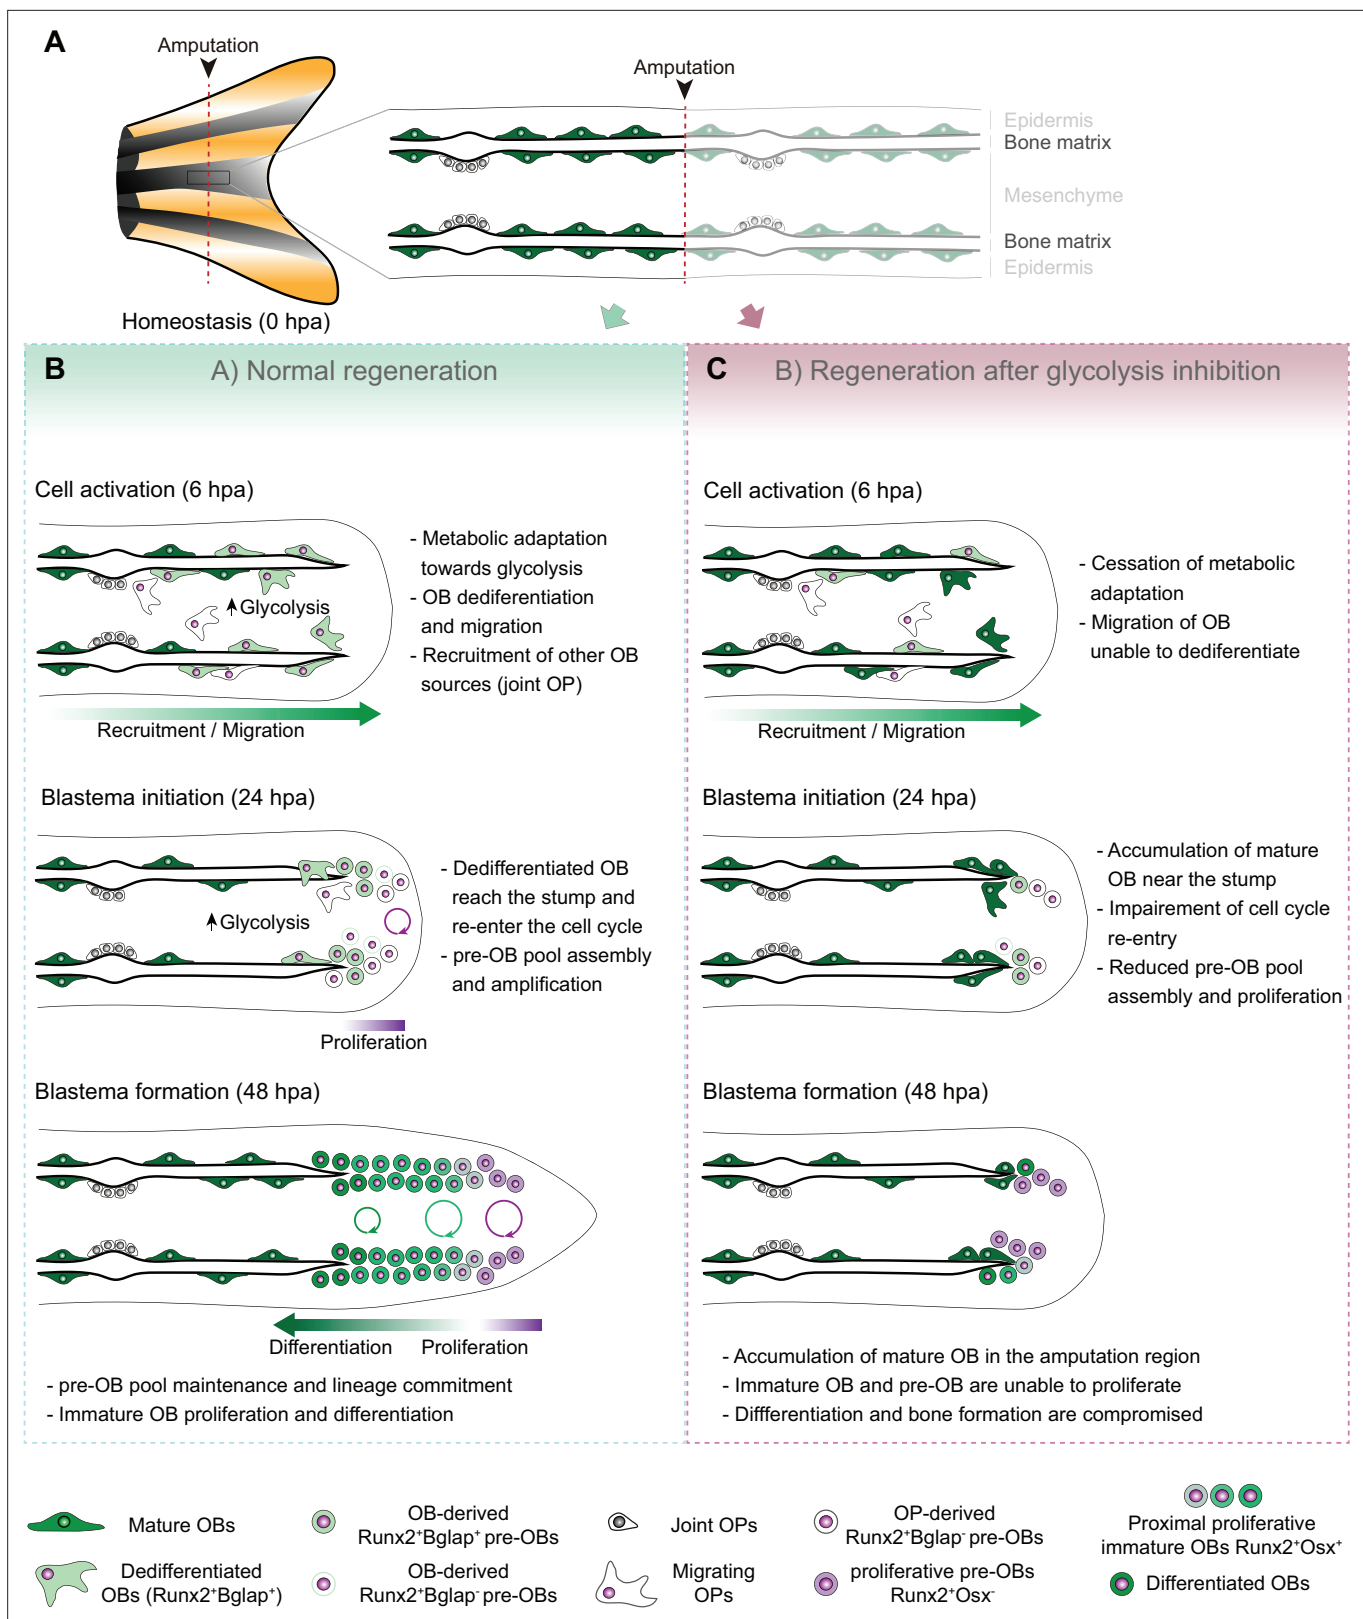 A
Amputation
Amputation
Epidermis
Bone matrix
Mesenchyme
Bone matrix
Epidermis
Homeostasis (0 hpa)
B
A) Normal regeneration
Cell activation (6 hpa)
Glycolysis
- Metabolic adaptation
towards glycolysis
- OB dediferentiation
and migration
- Recruitment of other OB
sources (joint OP)
Recruitment / Migration
Blastema initiation (24 hpa)
Glycolysis
- Dedifferentiated OB
reach the stump and
re-enter the cell cycle
- pre-OB pool assembly
and amplification
Proliferation
Blastema formation (48 hpa)
Differentiation
Proliferation
- pre-OB pool maintenance and lineage commitment
- Immature OB proliferation and differentiation
C
B) Regeneration after glycolysis inhibition
Cell activation (6 hpa)
- Cessation of metabolic
adaptation
- Migration of OB
unable to dediferentiate
Recruitment / Migration
Blastema initiation (24 hpa)
- Accumulation of mature
OB near the stump
- Impairement of cell cycle
re-entry
- Reduced pre-OB pool
assembly and proliferation
Blastema formation (48 hpa)
- Accumulation of mature OB in the amputation region
- Immature OB and pre-OB are unable to proliferate
- Diffferentiation and bone formation are compromised
Mature OBs
Dedifferentiated
OBs (Runx2⁺Bglap⁺)
OB-derived
Runx2⁺Bglap⁺ pre-OBs
OB-derived
Runx2⁺Bglap⁻ pre-OBs
Joint OPs
Migrating
OPs
OP-derived
Runx2⁺Bglap⁻ pre-OBs
proliferative pre-OBs
Runx2⁺Osx⁻
Proximal proliferative
immature OBs Runx2⁺Osx⁺
Differentiated OBs